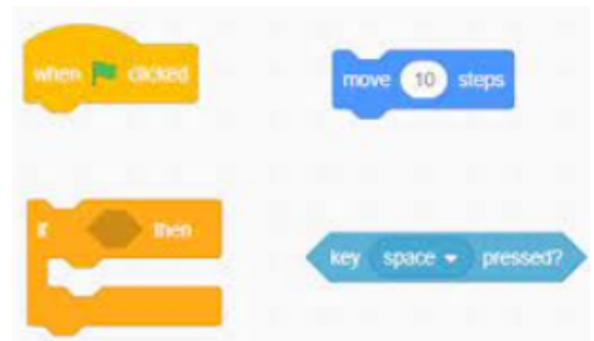 when clicked
move 10 steps
if then
key space pressed?